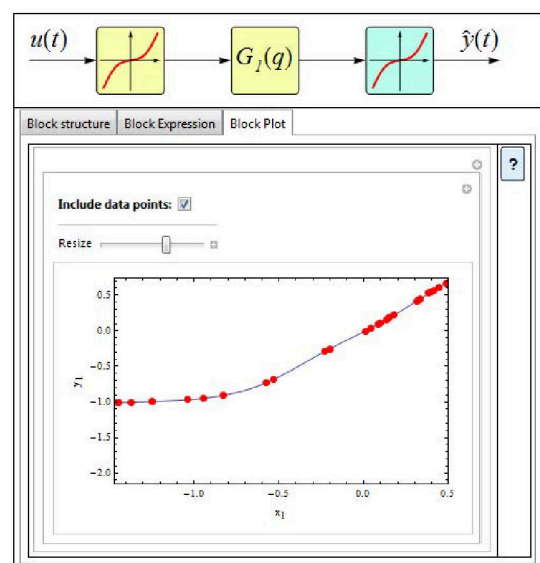 u(t) G₁(q) ŷ(t)
Block structure Block Expression Block Plot
?
Include data points:
Resize
0.5
0.0
−0.5
y₁
−1.0
−1.5
−2.0
−1.0 −0.5 0.0 0.5
x₁